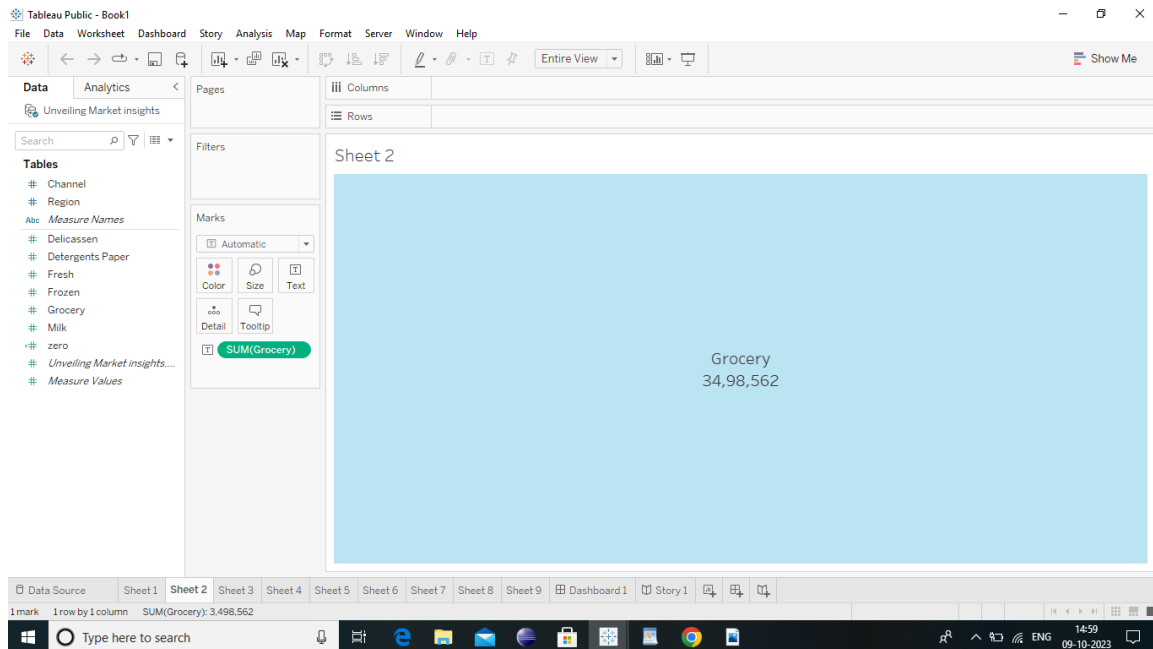 Tableau Public - Book1
File Data Worksheet Dashboard Story Analysis Map Format Server Window Help
Entire View
Show Me
Data Analytics
Unveiling Market insights
Search
Tables
Channel
Region
Abc Measure Names
Delicassen
Detergents Paper
Fresh
Frozen
Grocery
Milk
zero
Unveiling Market insights....
Measure Values
Pages
Filters
Marks
Automatic
Color Size Text
Detail Tooltip
SUM(Grocery)
Columns
Rows
Sheet 2
Grocery
34,98,562
Data Source Sheet 1 Sheet 2 Sheet 3 Sheet 4 Sheet 5 Sheet 6 Sheet 7 Sheet 8 Sheet 9 Dashboard 1 Story 1
1 mark 1 row by 1 column SUM(Grocery): 3,498,562
Type here to search
ENG
14:59
09-10-2023